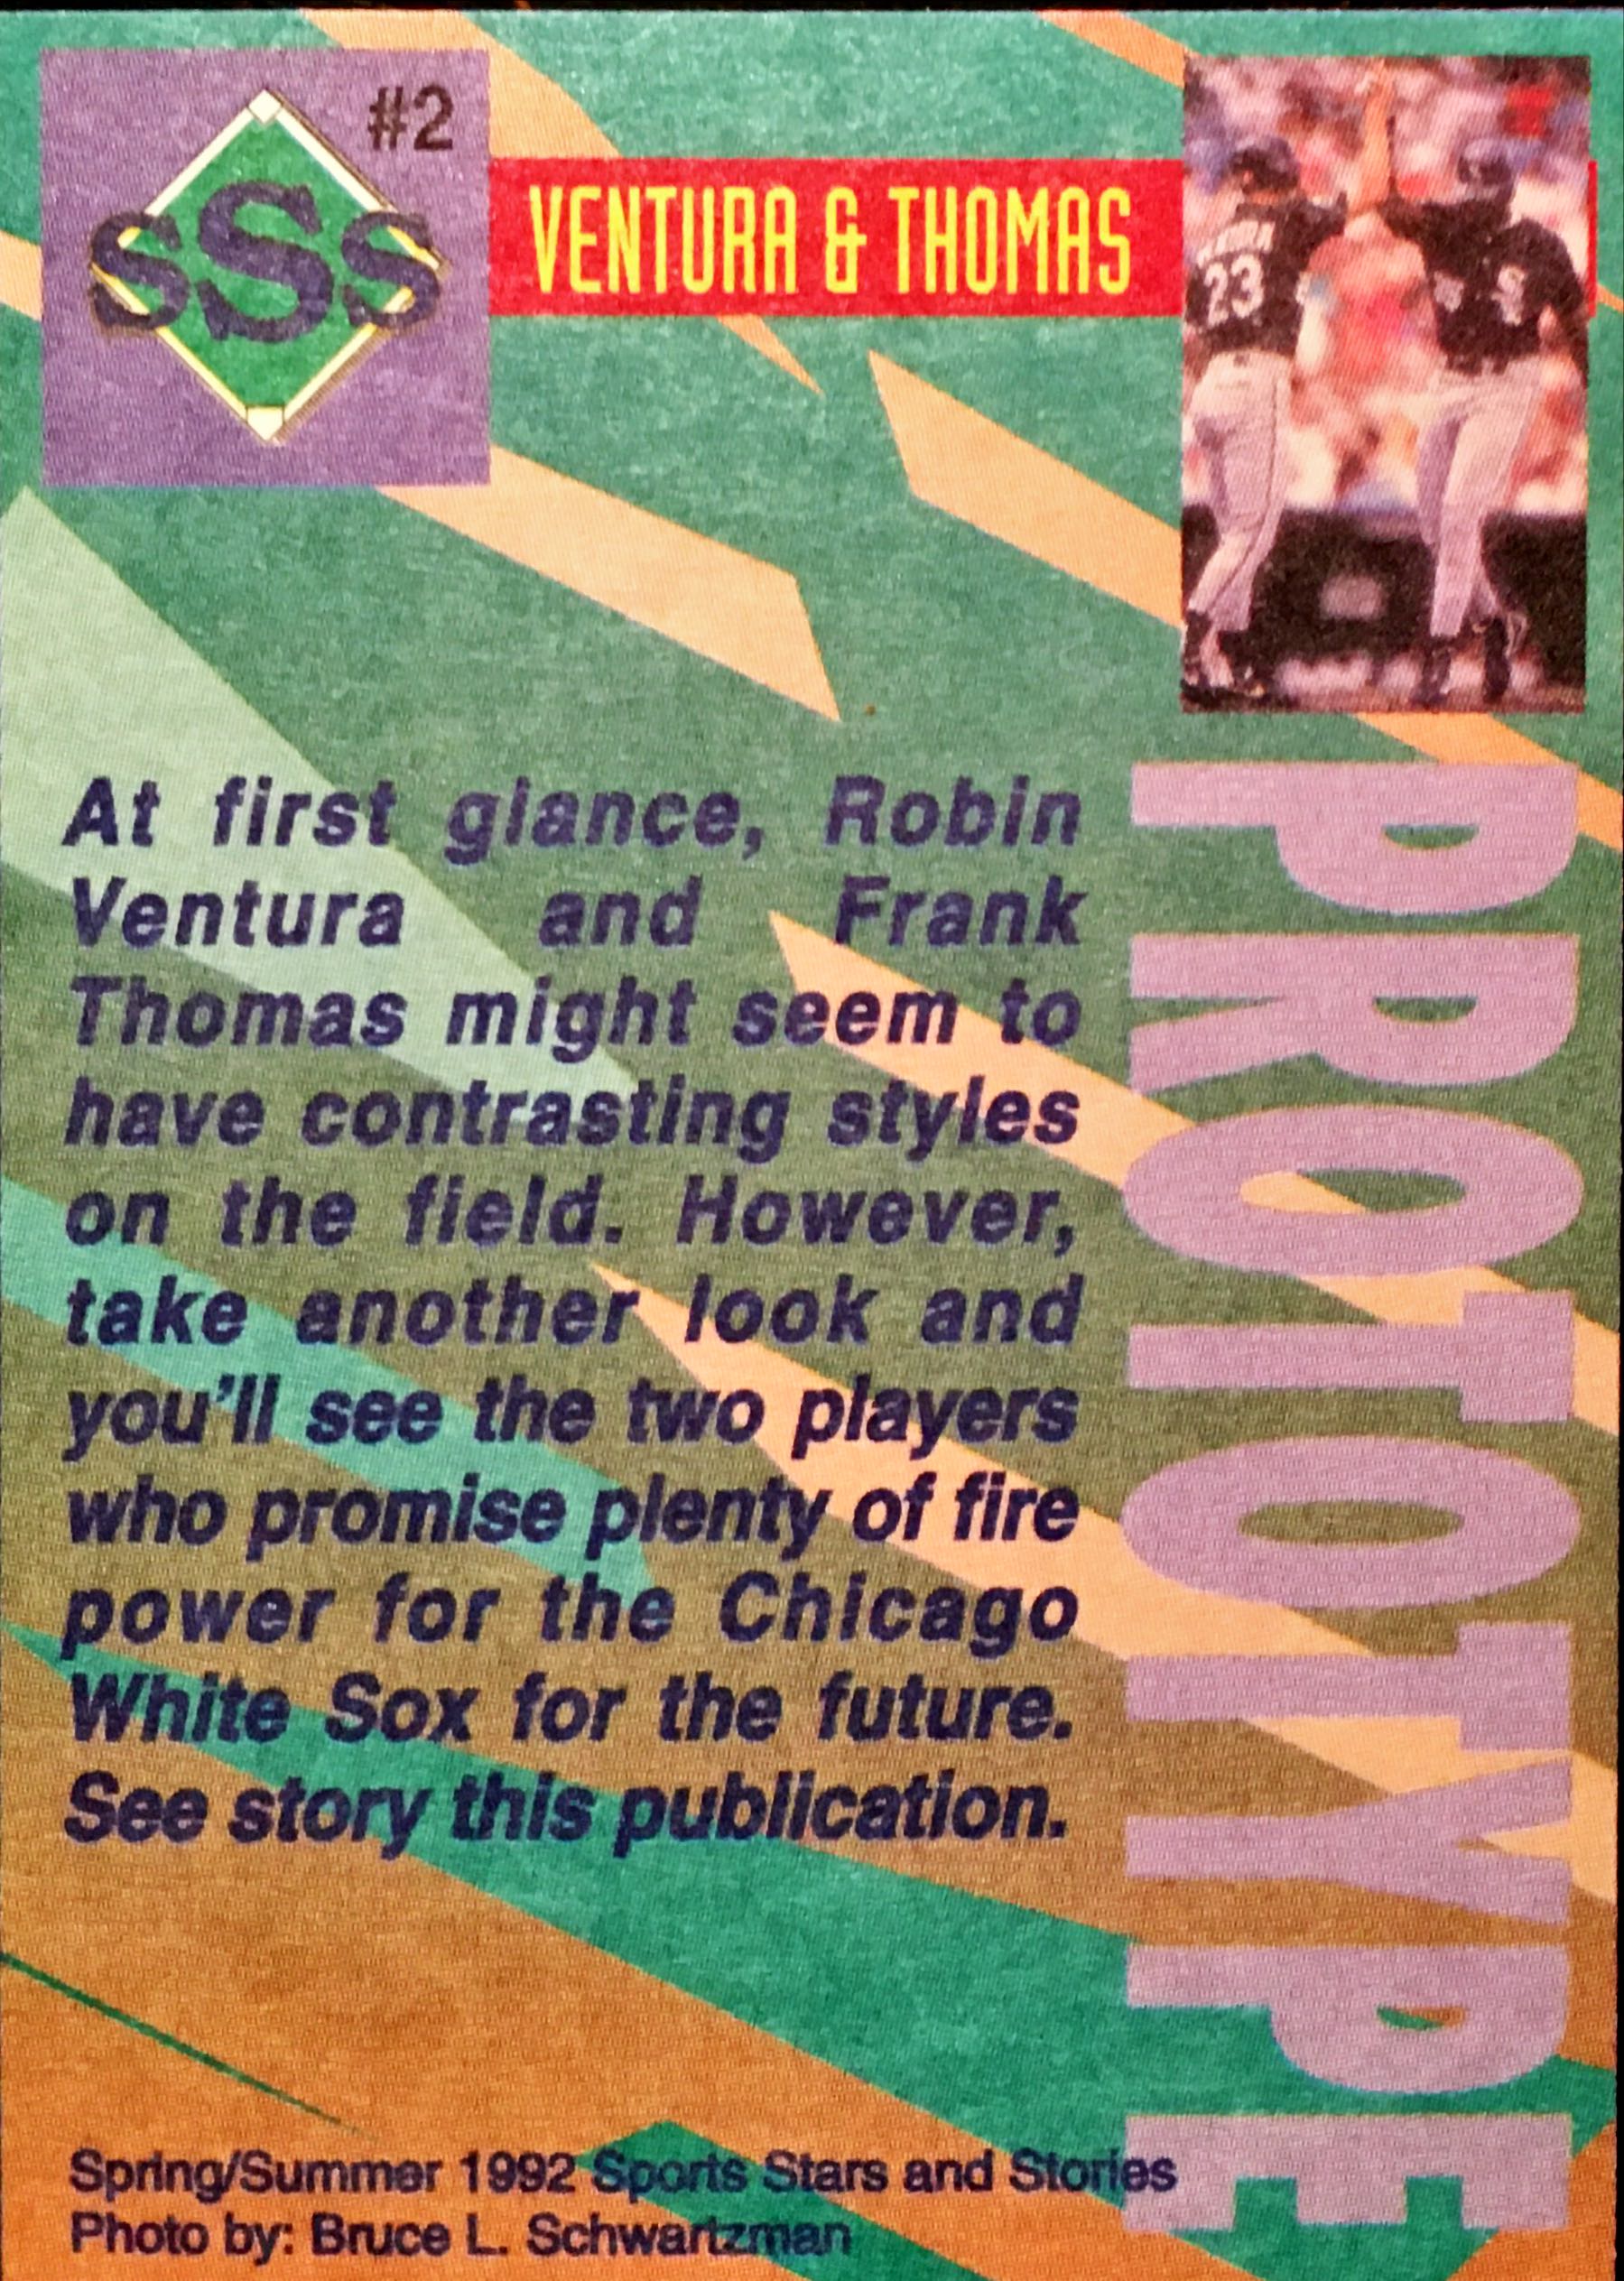 #2
sSs
VENTURA & THOMAS
23
At first glance, Robin
Ventura and Frank
Thomas might seem to
have contrasting styles
on the field. However,
take another look and
you'll see the two players
who promise plenty of fire
power for the Chicago
White Sox for the future.
See story this publication.
PROTOTYPE
Spring/Summer 1992 Sports Stars and Stories
Photo by: Bruce L. Schwartzman